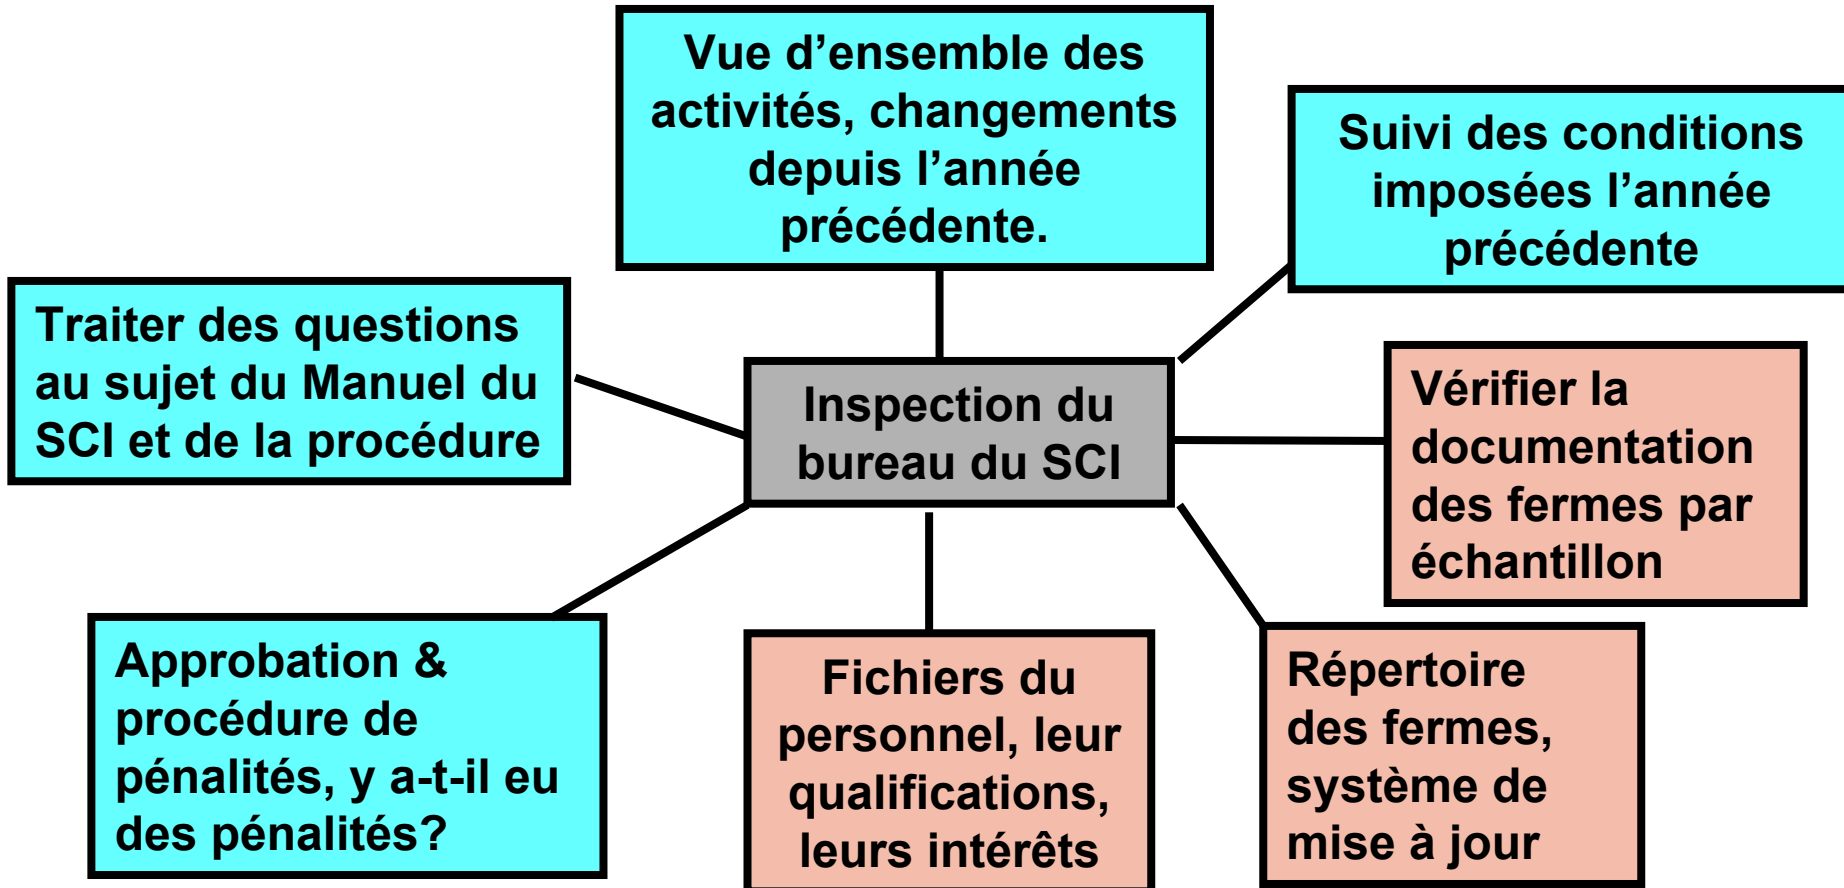 Vue d’ensemble des
activités, changements
depuis l’année
précédente.
Suivi des conditions
imposées l’année
précédente
Traiter des questions
au sujet du Manuel du
SCI et de la procédure
Inspection du
bureau du SCI
Vérifier la
documentation
des fermes par
échantillon
Approbation &
procédure de
pénalités, y a-t-il eu
des pénalités?
Fichiers du
personnel, leur
qualifications,
leurs intérêts
Répertoire
des fermes,
système de
mise à jour